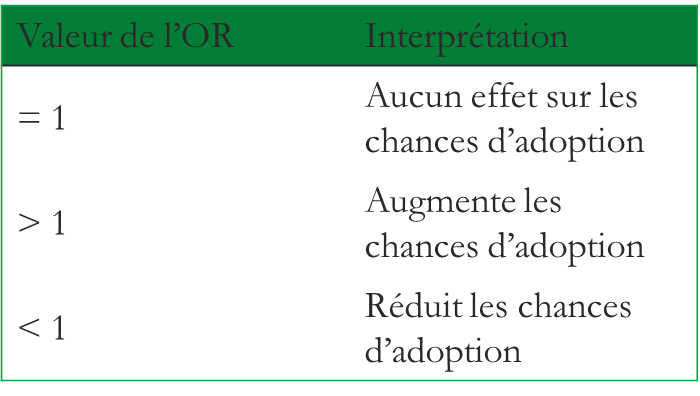 Valeur de l’OR Interprétation
= 1 Aucun effet sur les
chances d’adoption
> 1 Augmente les
chances d’adoption
< 1 Réduit les chances
d’adoption